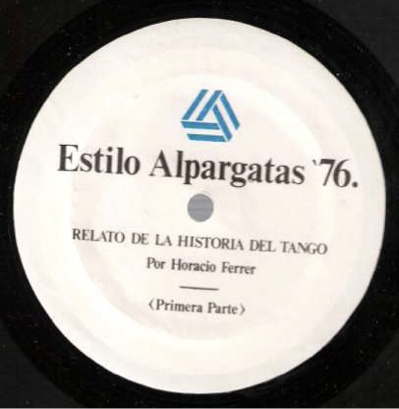 Estilo Alpargatas '76.
RELATO DE LA HISTORIA DEL TANGO
Por Horacio Ferrer
(Primera Parte)